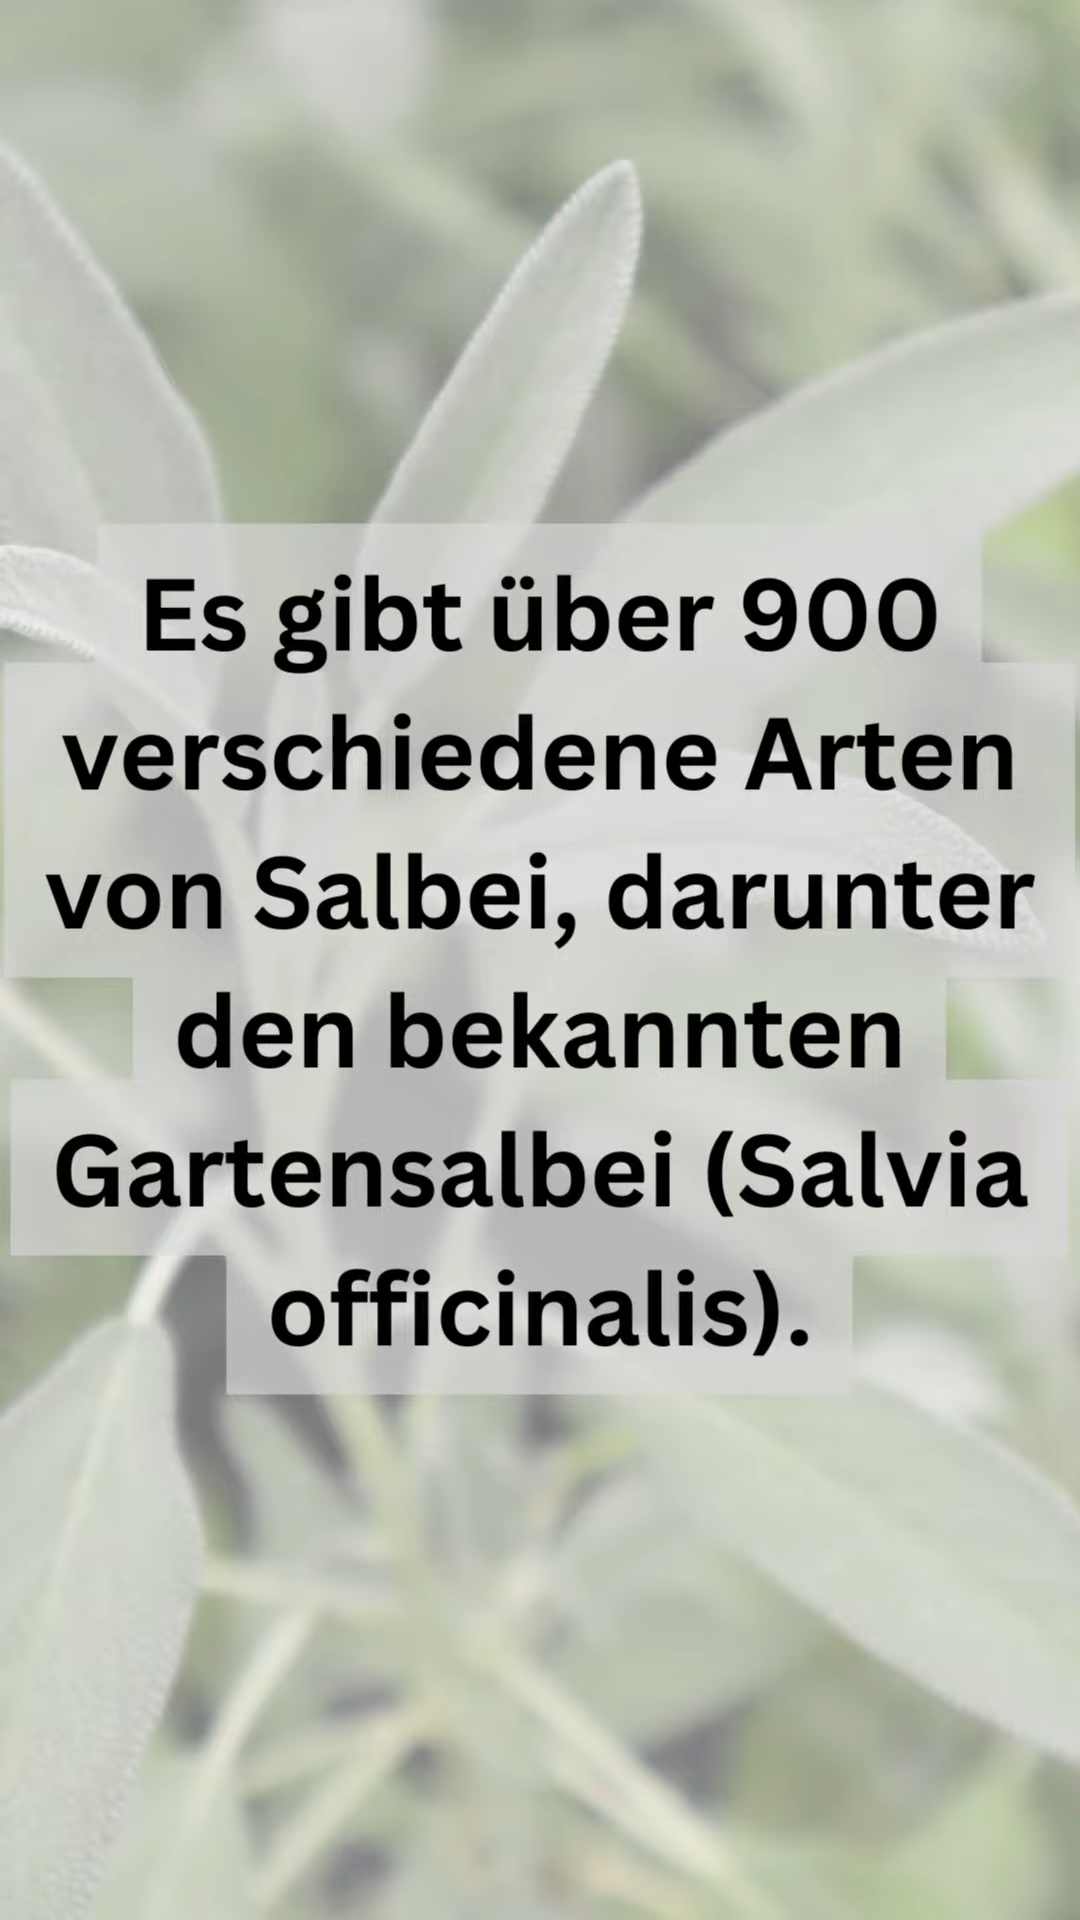 Es gibt über 900
verschiedene Arten
von Salbei, darunter
den bekannten
Gartensalbei (Salvia
officinalis).